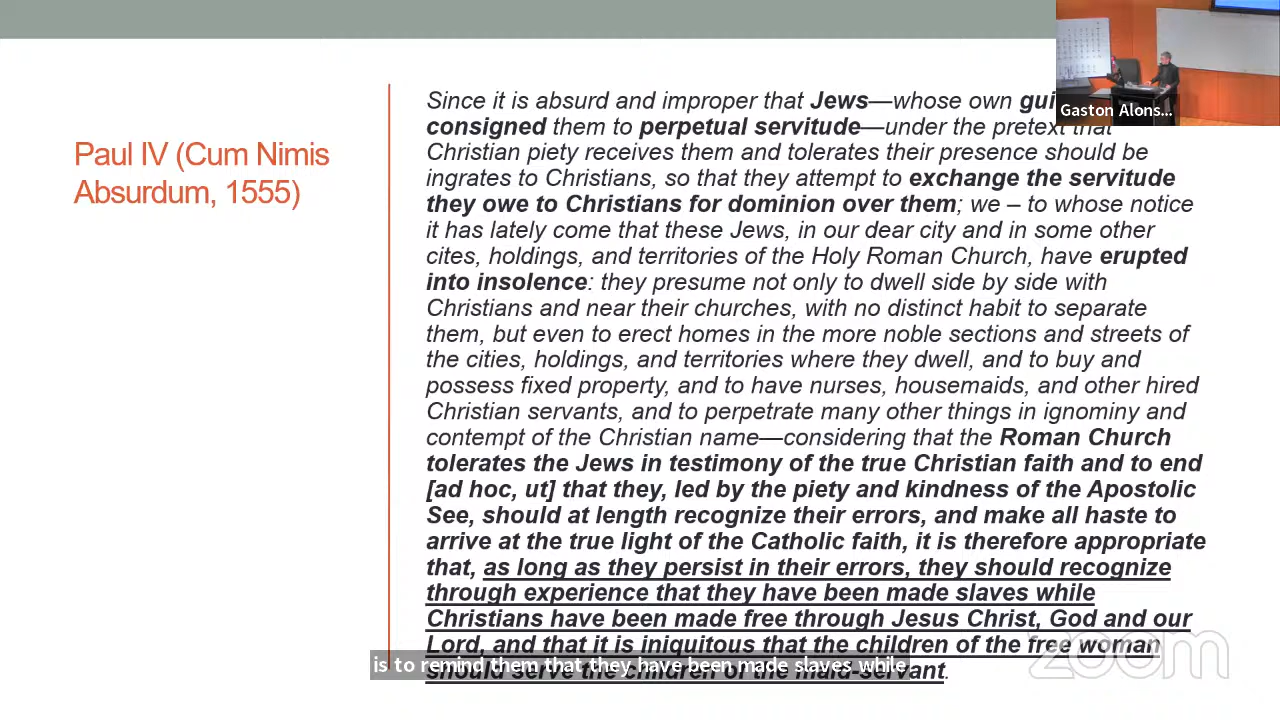 Paul IV (Cum Nimis
Absurdum, 1555)
Since it is absurd and improper that Jews—whose own
consigned them to perpetual servitude—under the pretext that
Christian piety receives them and tolerates their presence should be
ingrates to Christians, so that they attempt to exchange the servitude
they owe to Christians for dominion over them; we – to whose notice
it has lately come that these Jews, in our dear city and in some other
cites, holdings, and territories of the Holy Roman Church, have erupted
into insolence: they presume not only to dwell side by side with
Christians and near their churches, with no distinct habit to separate
them, but even to erect homes in the more noble sections and streets of
the cities, holdings, and territories where they dwell, and to buy and
possess fixed property, and to have nurses, housemaids, and other hired
Christian servants, and to perpetrate many other things in ignominy and
contempt of the Christian name—considering that the Roman Church
tolerates the Jews in testimony of the true Christian faith and to end
[ad hoc, ut] that they, led by the piety and kindness of the Apostolic
See, should at length recognize their errors, and make all haste to
arrive at the true light of the Catholic faith, it is therefore appropriate
that, as long as they persist in their errors, they should recognize
through experience that they have been made slaves while
Christians have been made free through Jesus Christ, God and our
Lord, and that it is iniquitous that the children of the free woman
should serve the children of the maid-servant.
is to remind them that they have been made slaves while
Gaston Alons...
zoom